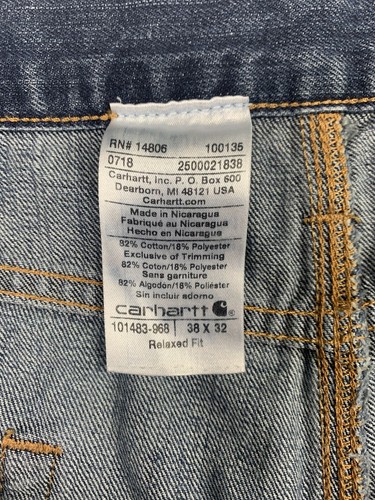 RN# 14806 100135
0718 2500021838
Carhartt, Inc. P. O. Box 600
Dearborn, MI 48121 USA
Carhartt.com
Made in Nicaragua
Fabriqué au Nicaragua
Hecho en Nicaragua
82% Cotton/18% Polyester
Exclusive of Trimming
82% Coton/18% Polyester
Sans garniture
82% Algodón/18% Poliéster
Sin incluir adorno
carhartt
101483-968 38 X 32
Relaxed Fit